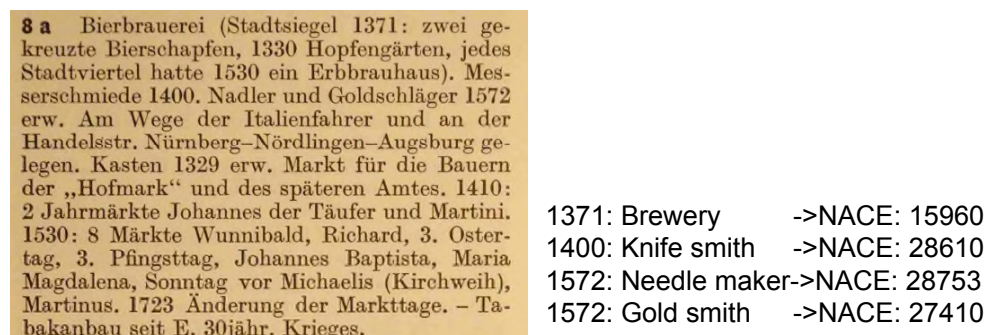 8 a Bierbrauerei (Stadtsiegel 1371: zwei ge-
kreuzte Bierschapfen, 1330 Hopfengärten, jedes
Stadtviertel hatte 1530 ein Erbbrauhaus). Mes-
serschmiede 1400. Nadler und Goldschläger 1572
erw. Am Wege der Italienfahrer und an der
Handelsstr. Nürnberg–Nördlingen–Augsburg ge-
legen. Kasten 1329 erw. Markt für die Bauern
der „Hofmark“ und des späteren Amtes. 1410:
2 Jahrmärkte Johannes der Täufer und Martini.
1530: 8 Märkte Wunnibald, Richard, 3. Oster-
tag, 3. Pfingsttag, Johannes Baptista, Maria
Magdalena, Sonntag vor Michaelis (Kirchweih),
Martinus. 1723 Änderung der Markttage. – Ta-
bakanbau seit E. 30jähr. Krieges.
1371: Brewery ->NACE: 15960
1400: Knife smith ->NACE: 28610
1572: Needle maker->NACE: 28753
1572: Gold smith ->NACE: 27410